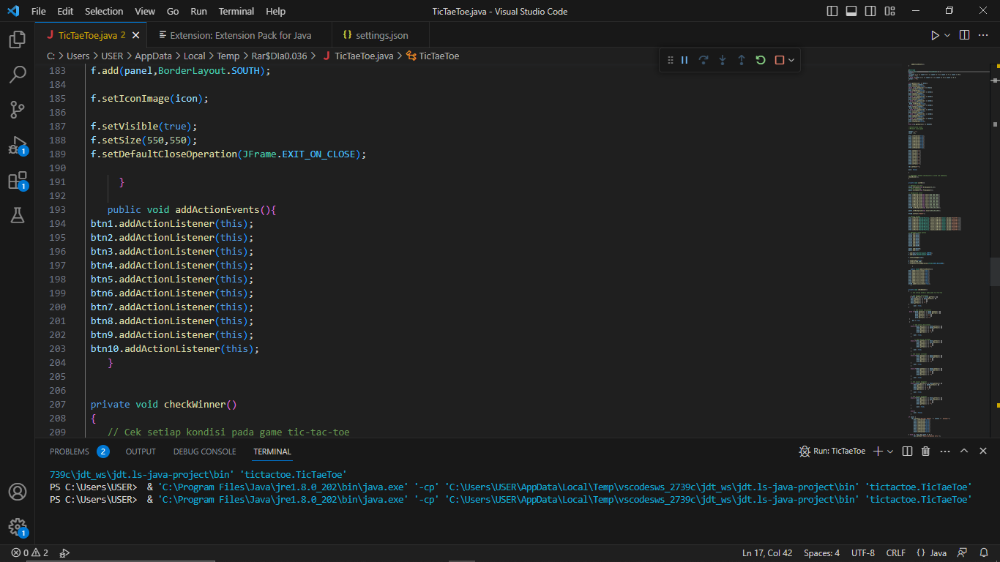 File Edit Selection View Go Run Terminal Help TicTaeToe.java - Visual Studio Code
TicTaeToe.java 2 Extension: Extension Pack for Java settings.json
C: > Users > USER > AppData > Local > Temp > Rar$DIa0.036 > TicTaeToe.java > TicTaeToe
183 f.add(panel,BorderLayout.SOUTH);
184
185 f.setIconImage(icon);
186
187 f.setVisible(true);
188 f.setSize(550,550);
189 f.setDefaultCloseOperation(JFrame.EXIT_ON_CLOSE);
190
191 }
192
193 public void addActionEvents(){
194 btn1.addActionListener(this);
195 btn2.addActionListener(this);
196 btn3.addActionListener(this);
197 btn4.addActionListener(this);
198 btn5.addActionListener(this);
199 btn6.addActionListener(this);
200 btn7.addActionListener(this);
201 btn8.addActionListener(this);
202 btn9.addActionListener(this);
203 btn10.addActionListener(this);
204 }
205
206
207 private void checkWinner()
208 {
209 // Cek setiap kondisi pada game tic-tac-toe
1
1
1
PROBLEMS 2 OUTPUT DEBUG CONSOLE TERMINAL Run: TicTaeToe
739c\jdt_ws\jdt.ls-java-project\bin' 'tictactoe.TicTaeToe'
PS C:\Users\USER> & 'C:\Program Files\Java\jre1.8.0_202\bin\java.exe' '-cp' 'C:\Users\USER\AppData\Local\Temp\vscodesws_2739c\jdt_ws\jdt.ls-java-project\bin' 'tictactoe.TicTaeToe'
PS C:\Users\USER> & 'C:\Program Files\Java\jre1.8.0_202\bin\java.exe' '-cp' 'C:\Users\USER\AppData\Local\Temp\vscodesws_2739c\jdt_ws\jdt.ls-java-project\bin' 'tictactoe.TicTaeToe'
0 2 Ln 17, Col 42 Spaces: 4 UTF-8 CRLF {} Java